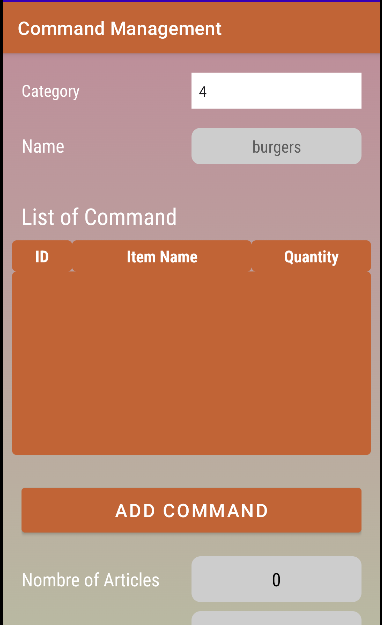 Command Management
Category 4
Name burgers
List of Command
ID Item Name Quantity
ADD COMMAND
Nombre of Articles 0